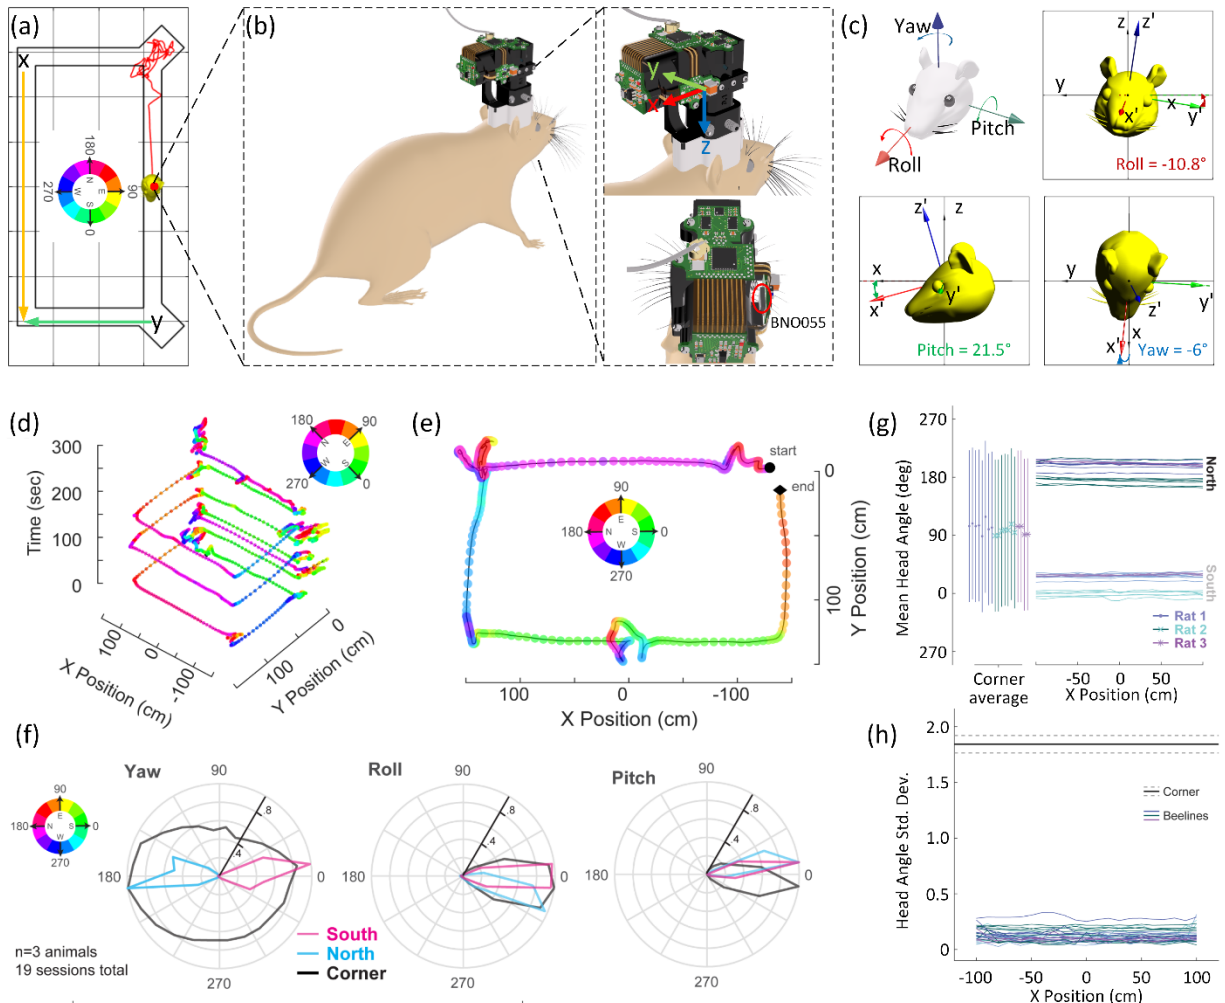 (a)
x
180
270
90
0
N
W
E
S
y
(b)
y
x
z
BNO055
(c)
Yaw
Pitch
Roll
z z'
y
x
x' y'
Roll = -10.8°
z' z
x
x'
y'
Pitch = 21.5°
y
y'
z'
x
x'
Yaw = -6°
(d)
180 90
N E
W S
270 0
300
250
200
100
100
0
Time (sec)
100
0
-100
X Position (cm)
0
100
Y Position (cm)
(e)
start
end
90
E
180 N S 0
W
270
0
100
Y Position (cm)
100 0 -100
X Position (cm)
(f)
90
E
180 N S 0
W
270
Yaw
90
.8
.4
180 0
270
Roll
90
.8
.4
180 0
270
Pitch
90
.8
.4
180 0
270
South
North
Corner
n=3 animals
19 sessions total
(g)
270
180
90
0
270
Mean Head Angle (deg)
North
South
Rat 1
Rat 2
Rat 3
Corner
average
-50 0 50
X Position (cm)
(h)
2.0
1.5
1.0
0.5
0
Head Angle Std. Dev.
Corner
Beelines
-100 -50 0 50 100
X Position (cm)